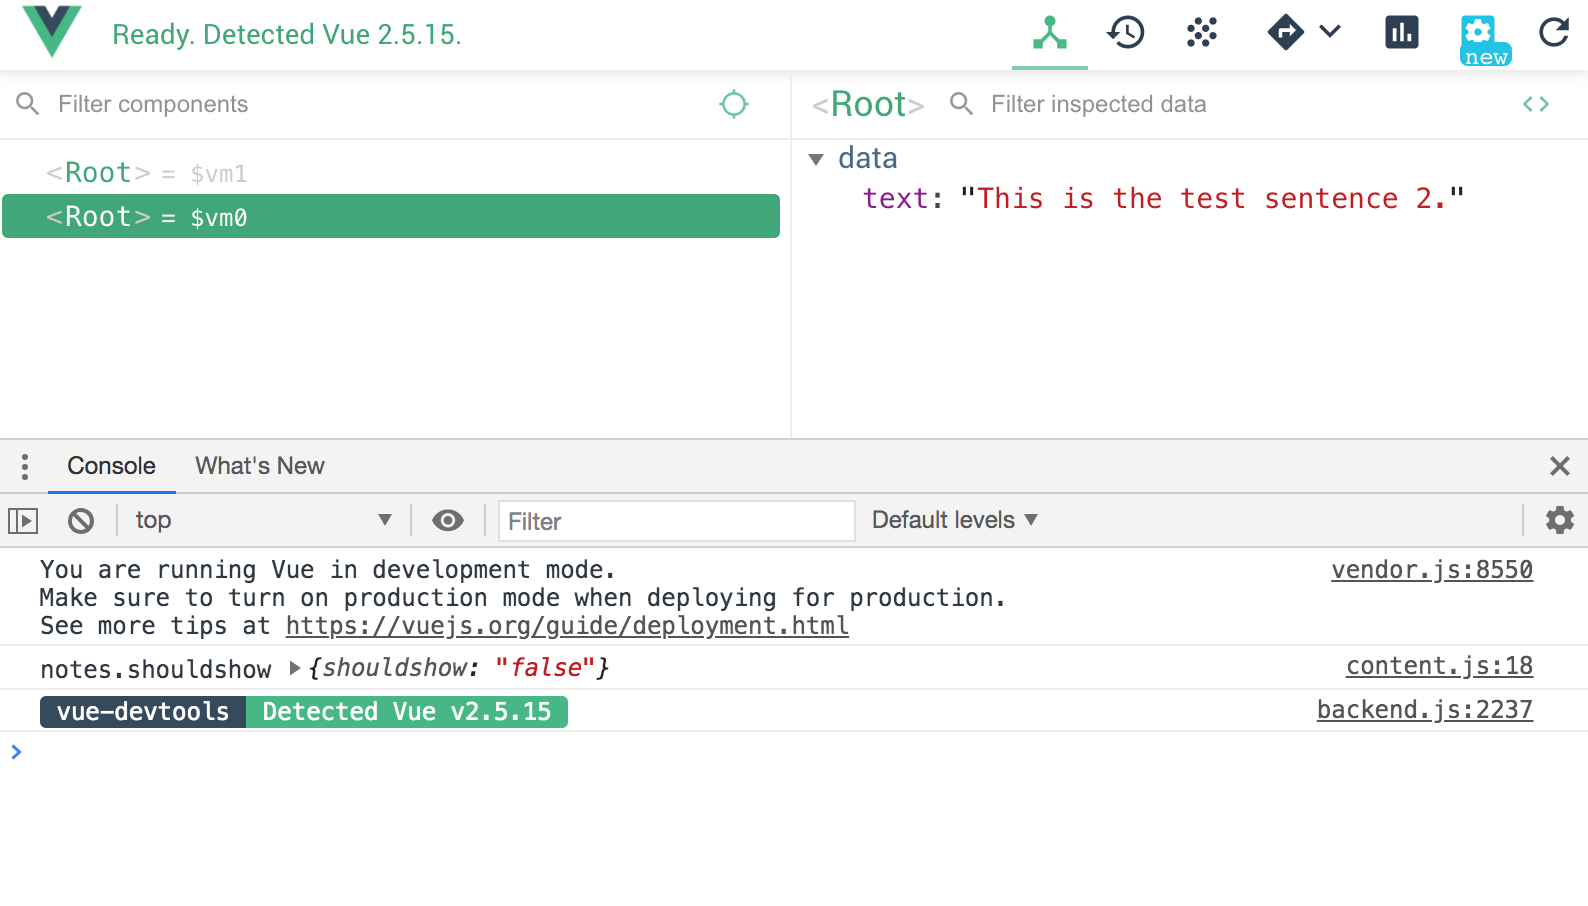 Ready. Detected Vue 2.5.15.
new
Filter components
<Root>
Filter inspected data
<Root> = $vm1
<Root> = $vm0
data
text: "This is the test sentence 2."
Console
What's New
top
Filter
Default levels
You are running Vue in development mode.
vendor.js:8550
Make sure to turn on production mode when deploying for production.
See more tips at https://vuejs.org/guide/deployment.html
notes.shouldshow {shouldshow: "false"}
content.js:18
vue-devtools Detected Vue v2.5.15
backend.js:2237